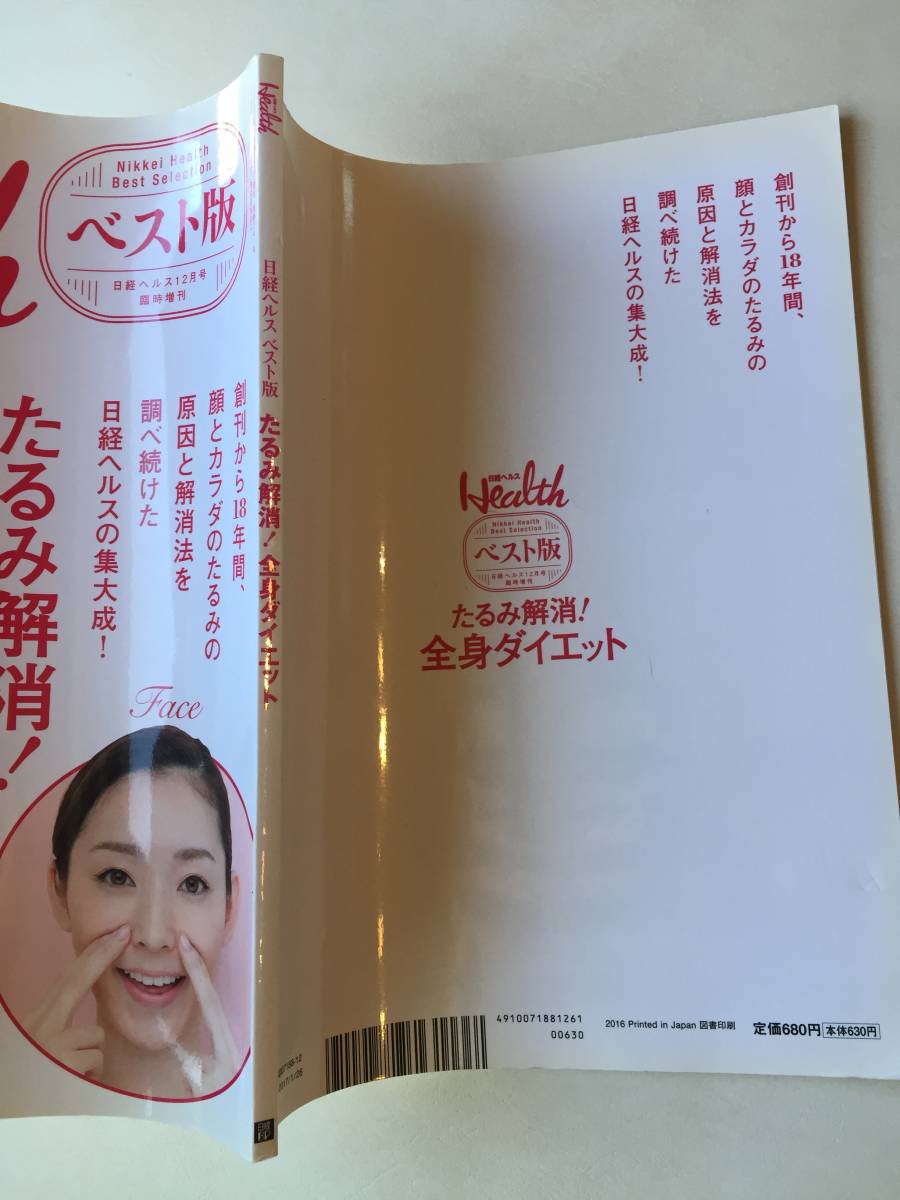 Nikkei Health
Best Selection
ベスト版
日経ヘルス12月号
臨時増刊
創刊から18年間、
顔とカラダのたるみの
原因と解消法を
調べ続けた
日経ヘルスの集大成!
たるみ解消!
Face
Health
日経ヘルス ベスト版 たるみ解消!全身ダイエット
創刊から18年間、
顔とカラダのたるみの
原因と解消法を
調べ続けた
日経ヘルスの集大成!
日経ヘルス
Health
Nikkei Health
Best Selection
ベスト版
日経ヘルス12月号
臨時増刊
たるみ解消!
全身ダイエット
4910071881261
00630
2016 Printed in Japan 図書印刷
定価680円 本体630円